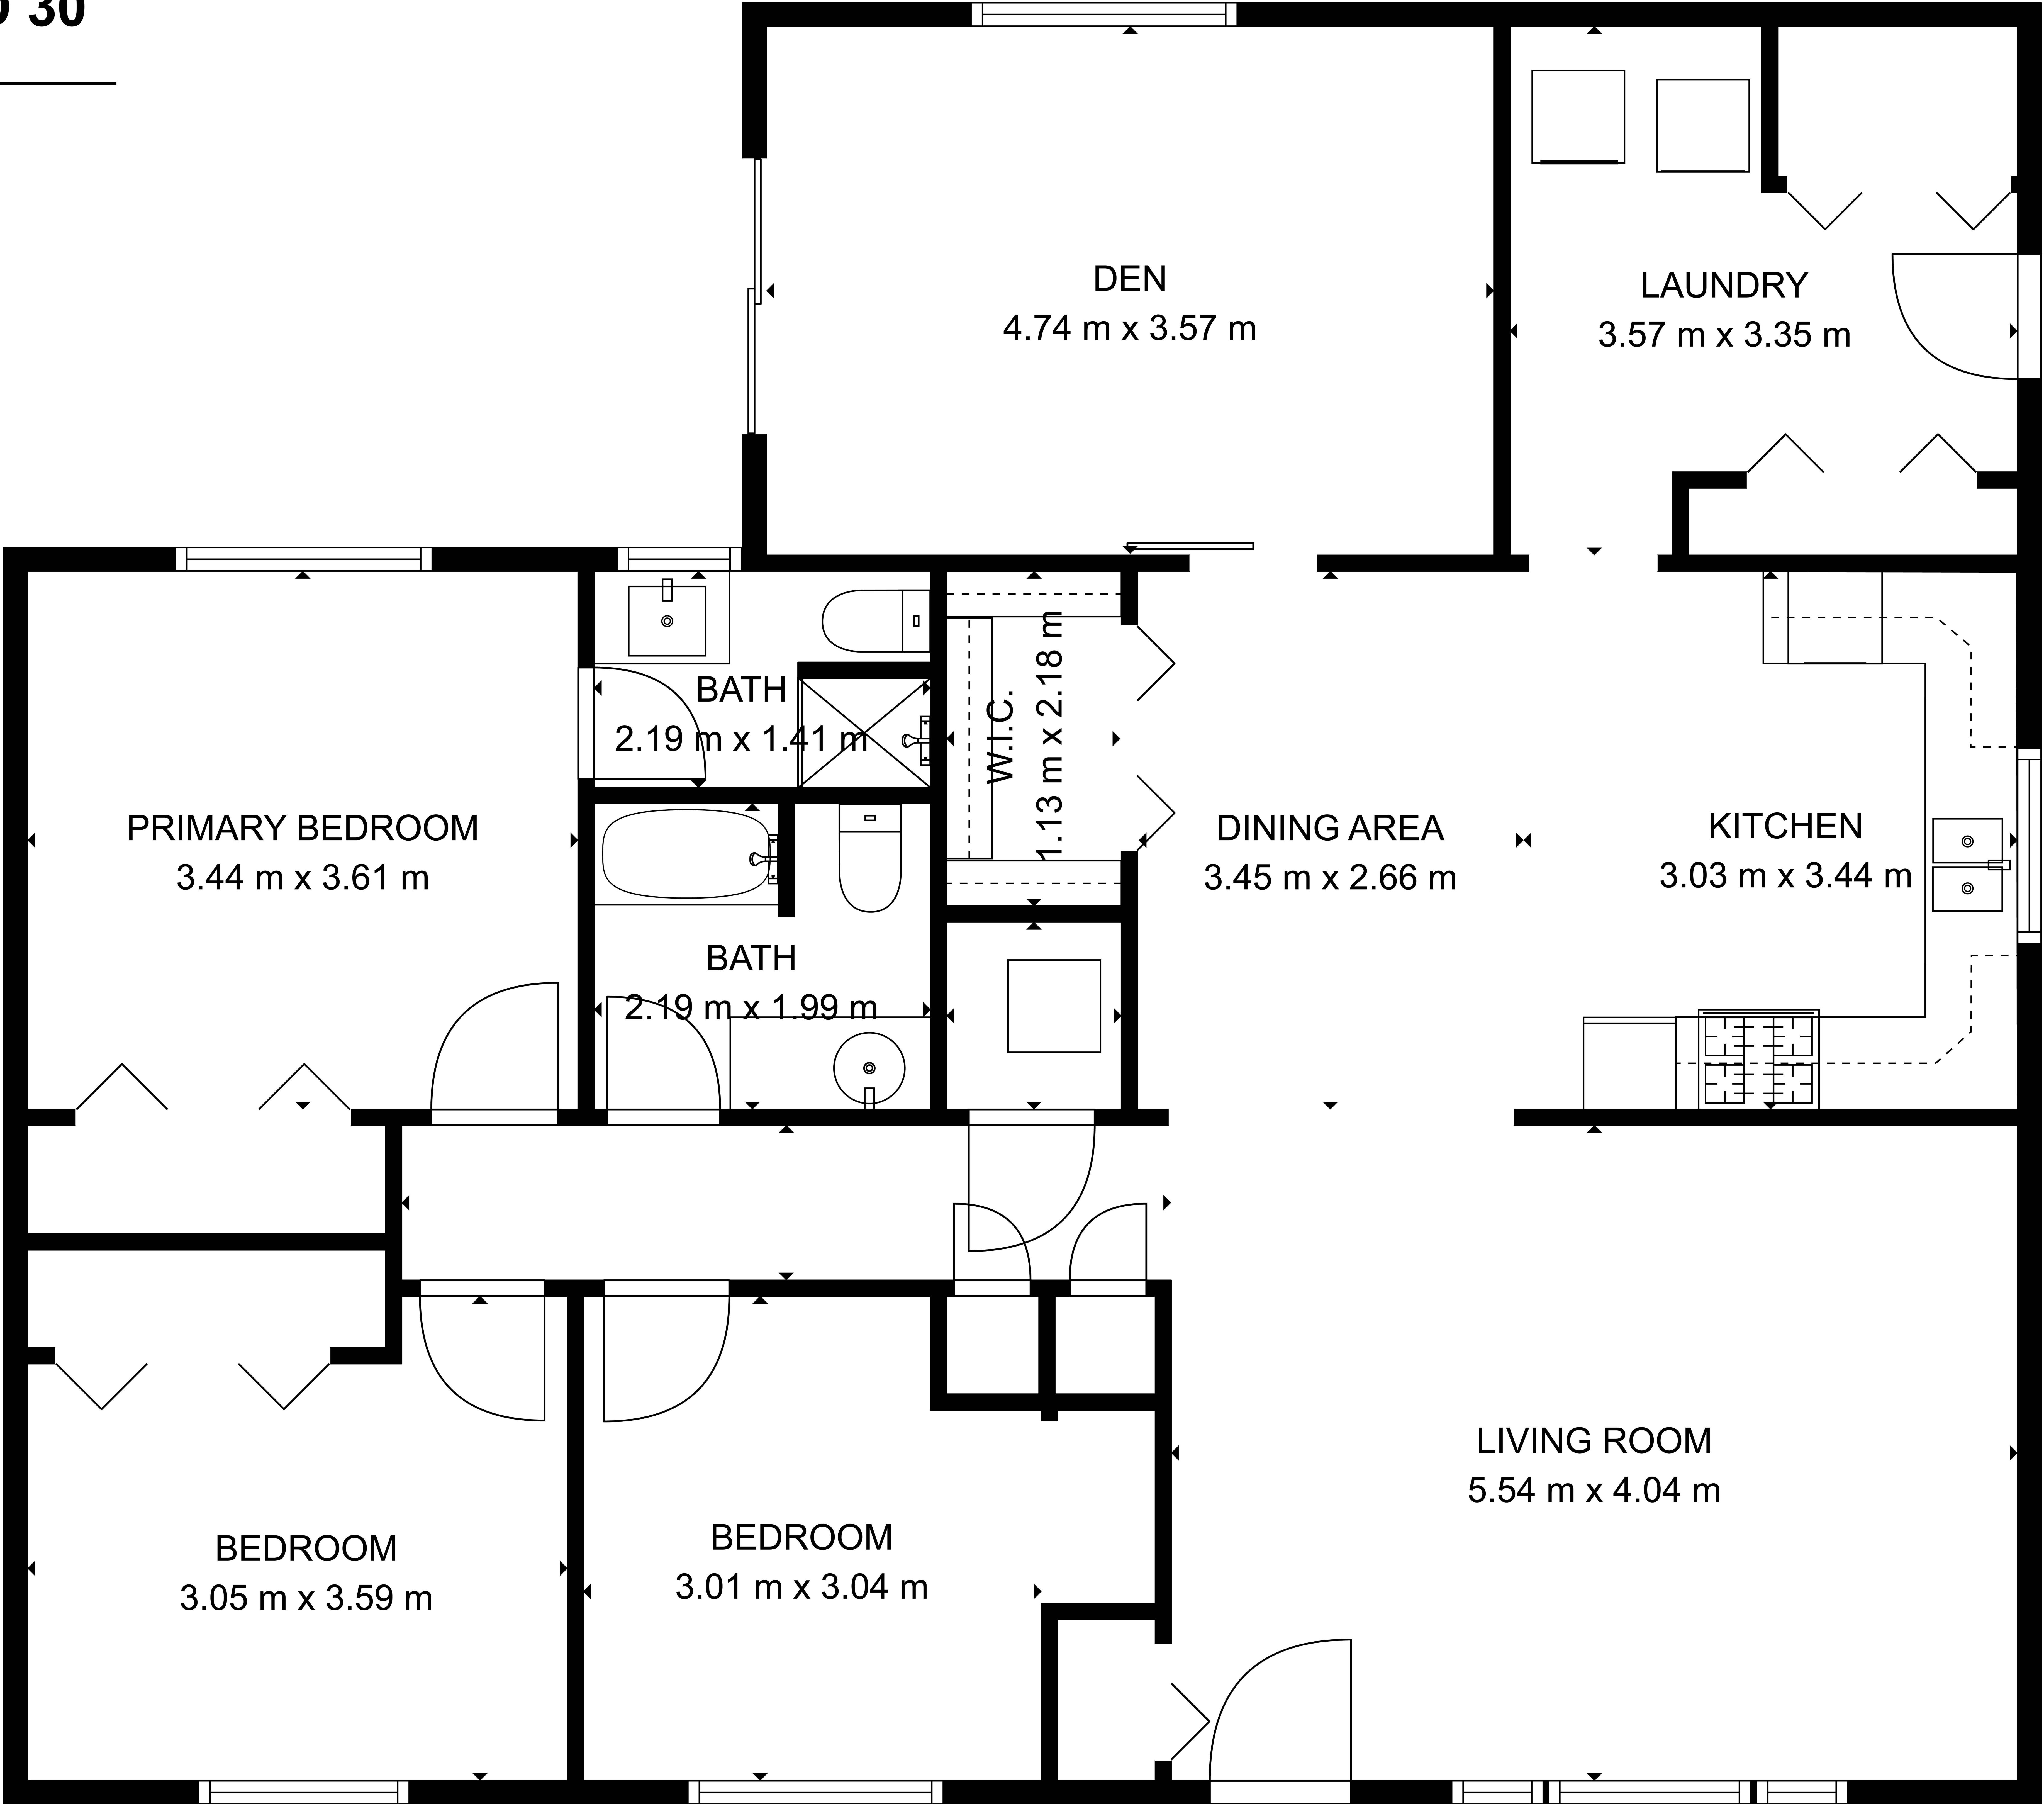 30
DEN
4.74 m x 3.57 m
LAUNDRY
3.57 m x 3.35 m
BATH
2.19 m x 1.41 m
W.I.C.
1.13 m x 2.18 m
PRIMARY BEDROOM
3.44 m x 3.61 m
DINING AREA
3.45 m x 2.66 m
KITCHEN
3.03 m x 3.44 m
BATH
2.19 m x 1.99 m
LIVING ROOM
5.54 m x 4.04 m
BEDROOM
3.05 m x 3.59 m
BEDROOM
3.01 m x 3.04 m